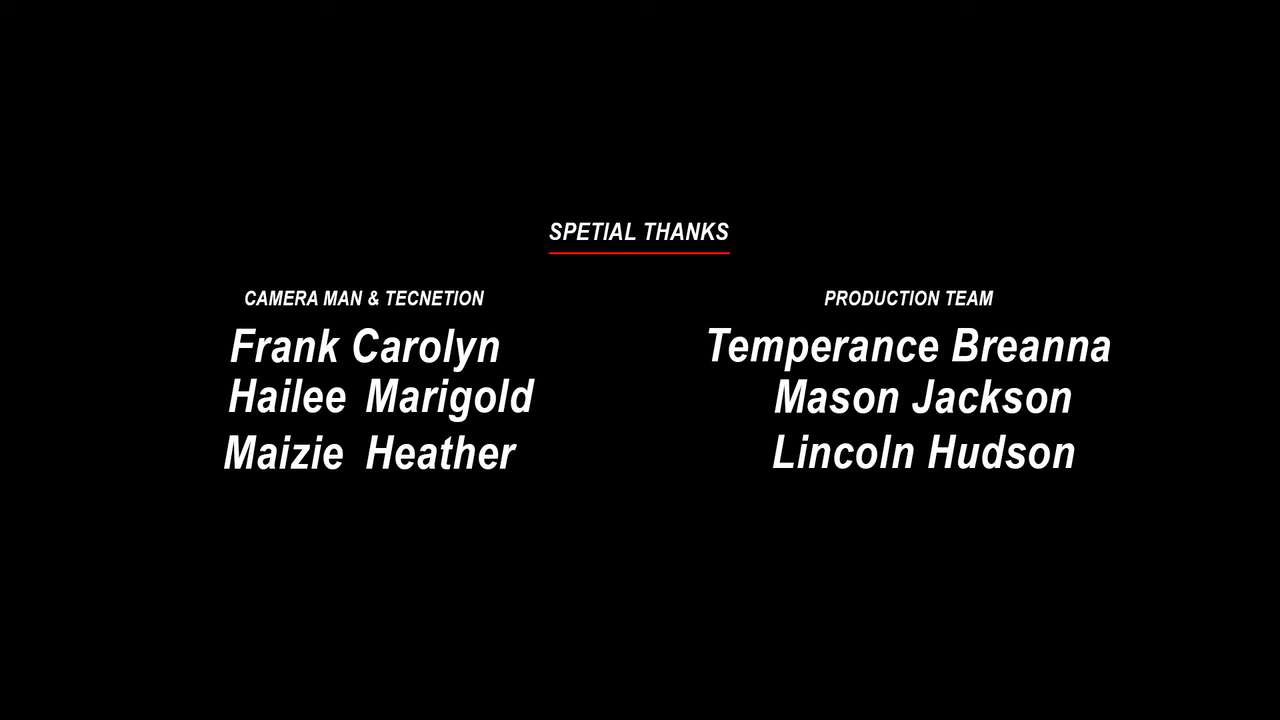 SPETIAL THANKS
CAMERA MAN & TECNETION
Frank Carolyn
Hailee Marigold
Maizie Heather
PRODUCTION TEAM
Temperance Breanna
Mason Jackson
Lincoln Hudson